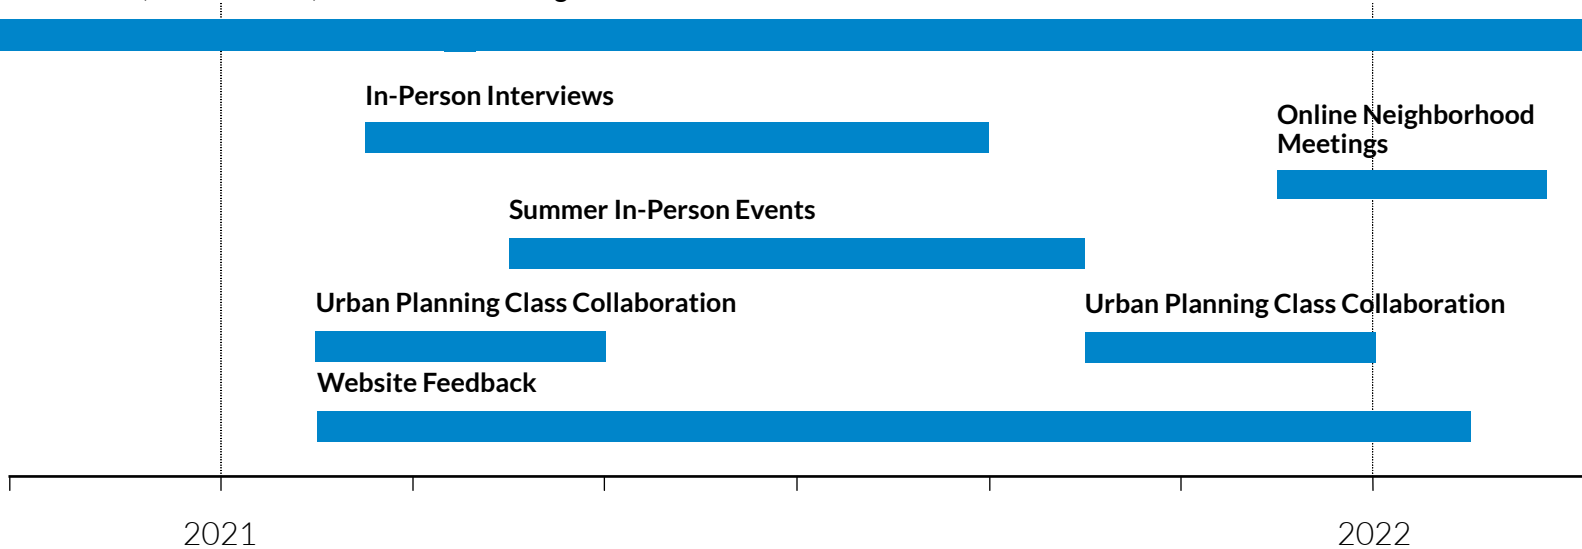 In-Person Interviews
Online Neighborhood
Meetings
Summer In-Person Events
Urban Planning Class Collaboration
Urban Planning Class Collaboration
Website Feedback
2021
2022